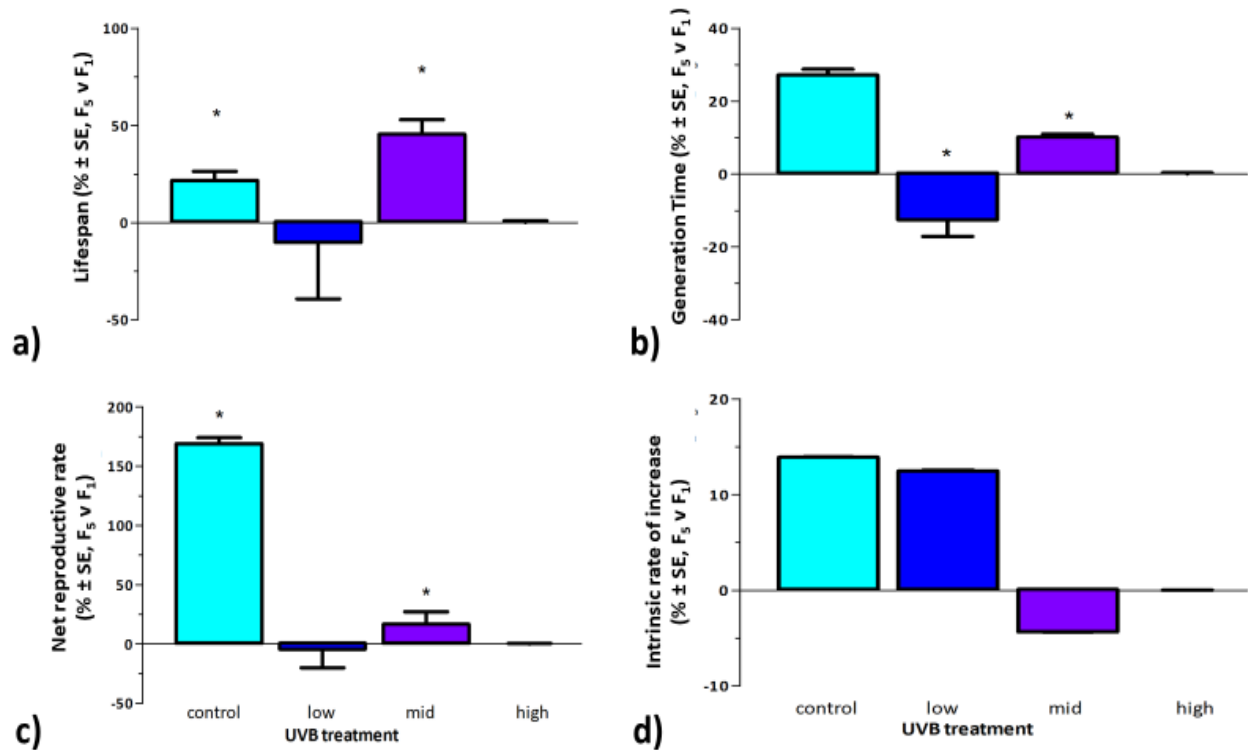 Lifespan (% ± SE, F5 v F1)
100
50
0
-50
*
*
a)
Generation Time (% ± SE, F5 v F1)
40
20
0
-20
-40
*
*
b)
Net reproductive rate
(% ± SE, F5 v F1)
200
150
100
50
0
-50
*
*
control low mid high
UVB treatment
c)
Intrinsic rate of increase
(% ± SE, F5 v F1)
20
10
0
-10
control low mid high
UVB treatment
d)